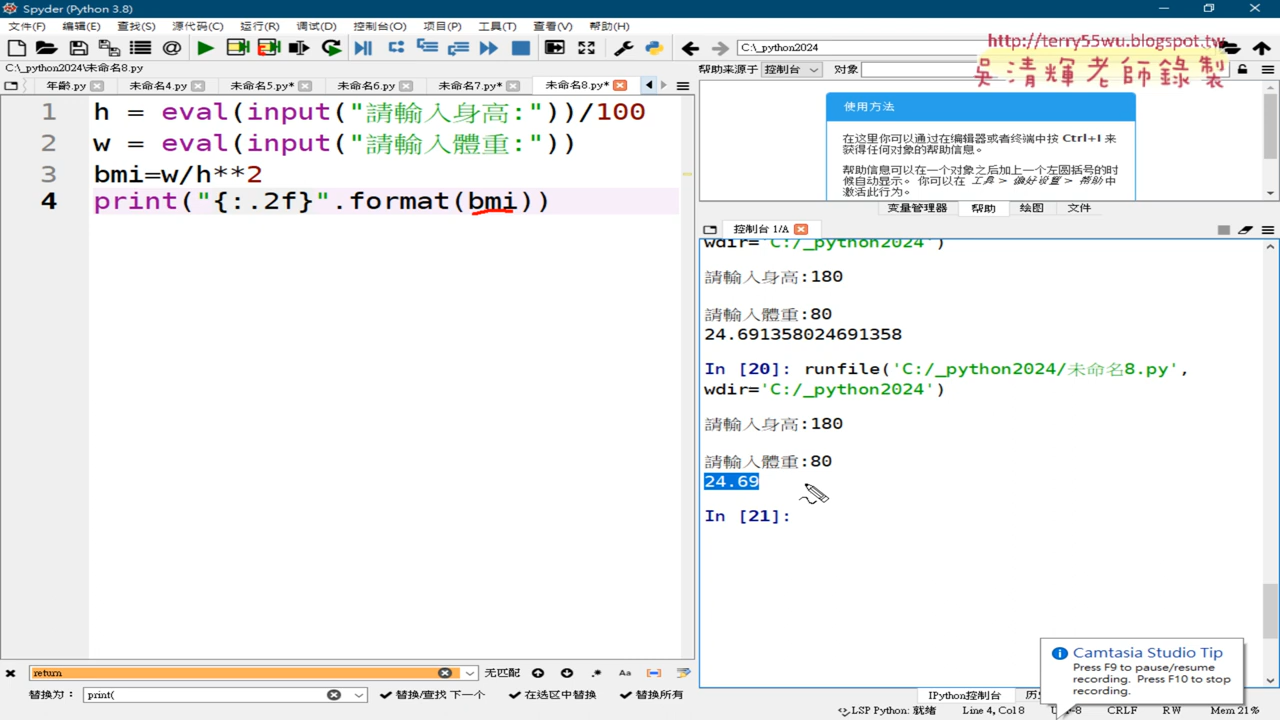 Spyder (Python 3.8)
文件(F) 编辑(E) 查找(S) 源代码(C) 运行(R) 调试(D) 控制台(O) 项目(P) 工具(T) 查看(V) 帮助(H)
C:\_python2024
http://terry55wu.blogspot.tw
吳清輝老師錄製
C:\_python2024\未命名8.py
帮助来源于 控制台 对象
年齡.py 未命名4.py 未命名5.py* 未命名6.py 未命名7.py* 未命名8.py*
1 h = eval(input("請輸入身高:"))/100
2 w = eval(input("請輸入體重:"))
3 bmi=w/h**2
4 print("{:.2f}".format(bmi))
使用方法
在这里你可以通过在编辑器或者终端中按 Ctrl+I 来
获得任何对象的帮助信息。
帮助信息可以在一个对象之后加上一个左圆括号的时
候自动显示。 你可以在 工具 > 偏好设置 > 帮助 中
激活此行为。
变量管理器 帮助 绘图 文件
控制台 1/A
wdir='C:/_python2024')
請輸入身高:180
請輸入體重:80
24.691358024691358
In [20]: runfile('C:/_python2024/未命名8.py',
wdir='C:/_python2024')
請輸入身高:180
請輸入體重:80
24.69
In [21]:
return 无匹配 Aa
替换为: print( 替换/查找 下一个 在选区中替换 替换所有
Camtasia Studio Tip
Press F9 to pause/resume
recording. Press F10 to stop
recording.
IPython控制台
LSP Python: 就绪 Line 4, Col 8 CRLF RW Mem 21%